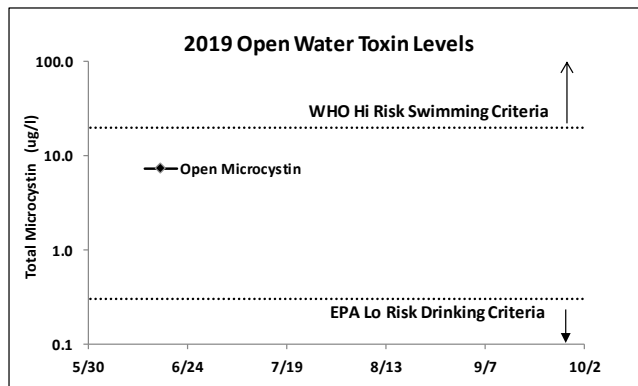 2019 Open Water Toxin Levels
100.0
WHO Hi Risk Swimming Criteria
10.0
Open Microcystin
Total Microcystin (ug/l)
1.0
EPA Lo Risk Drinking Criteria
0.1
5/30 6/24 7/19 8/13 9/7 10/2